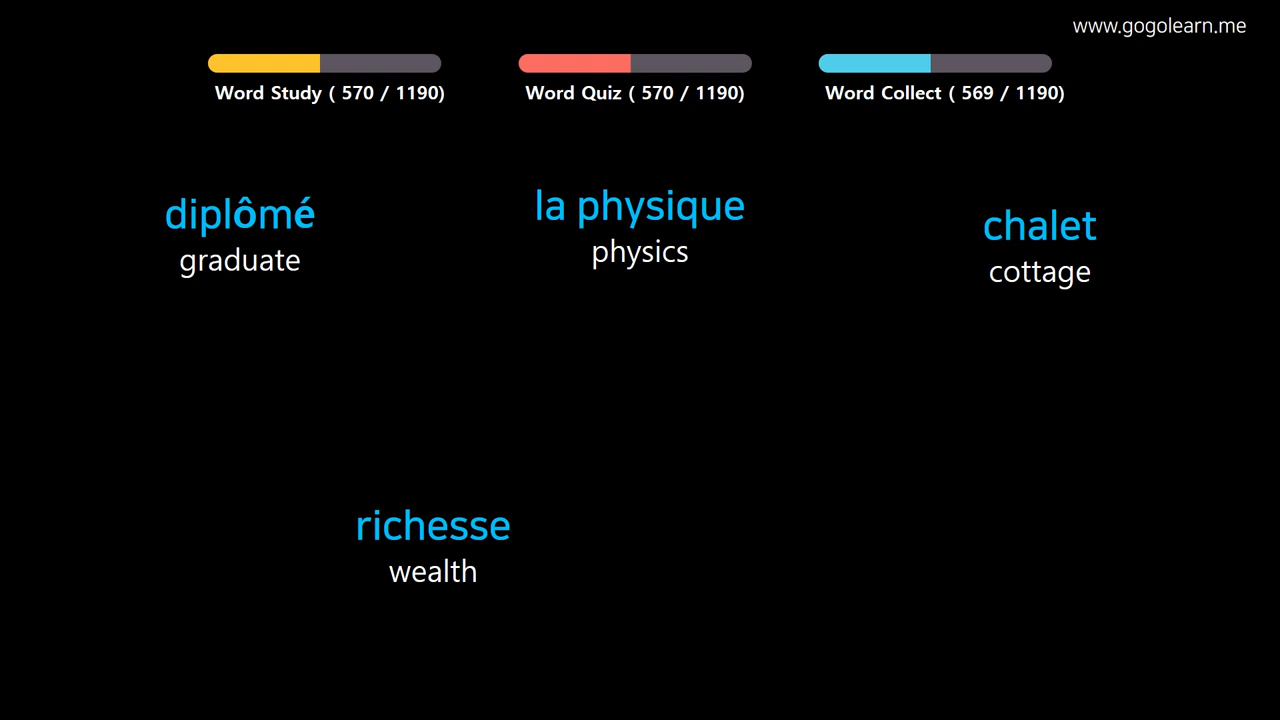 www.gogolearn.me
Word Study ( 570 / 1190)
Word Quiz ( 570 / 1190)
Word Collect ( 569 / 1190)
diplômé
graduate
la physique
physics
chalet
cottage
richesse
wealth